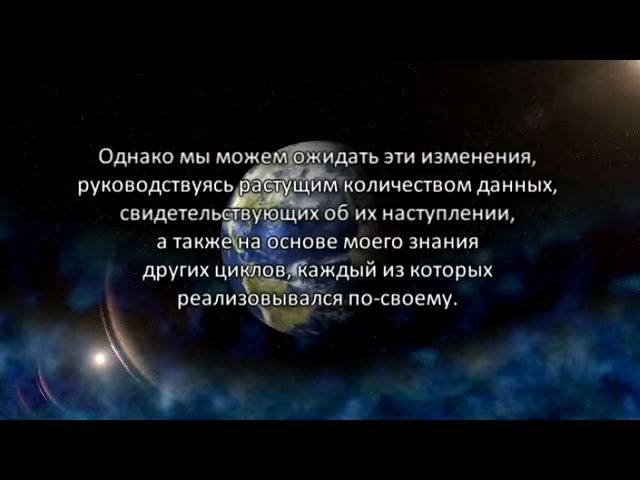 Однако мы можем ожидать эти изменения,
руководствуясь растущим количеством данных,
свидетельствующих об их наступлении,
а также на основе моего знания
других циклов, каждый из которых
реализовывался по-своему.